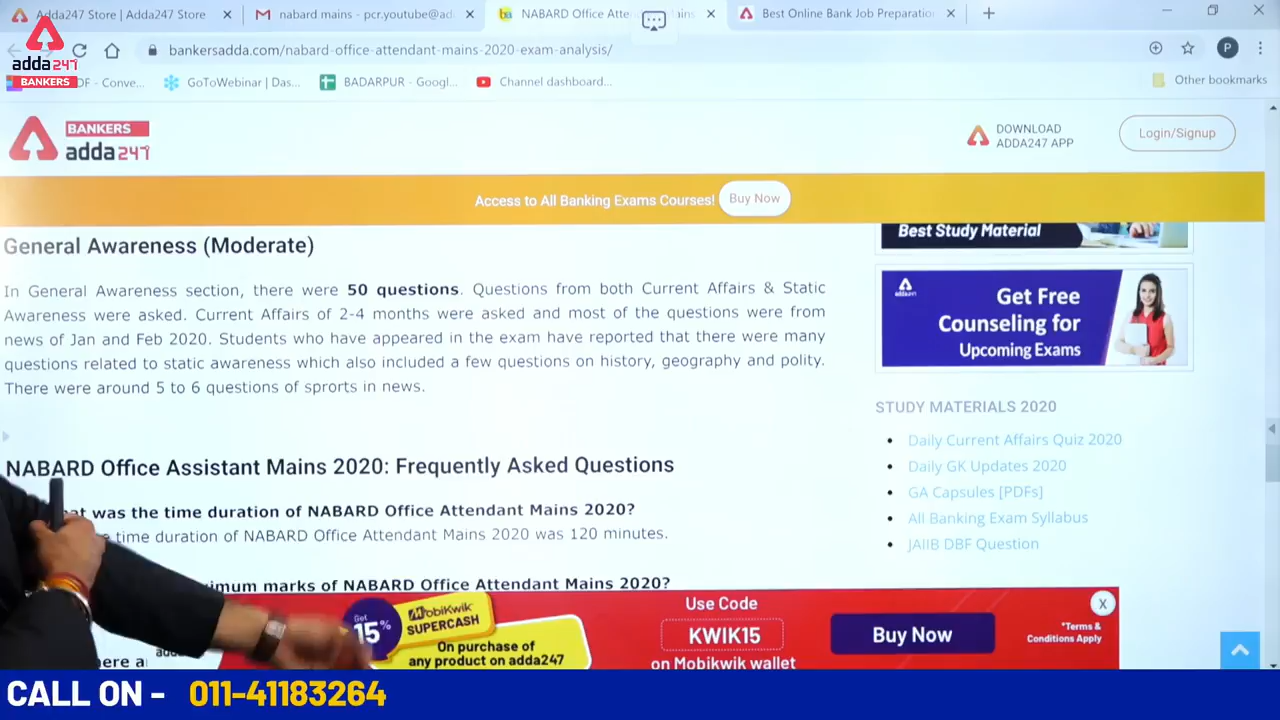 Adda247 Store | Adda247 Store
nabard mains - pcr.youtube@ad
NABARD Office Atte
ains
Best Online Bank Job Preparatio
adda247
BANKERS
bankersadda.com/nabard-office-attendant-mains-2020-exam-analysis/
P
DF - Conve...
GoToWebinar | Das...
BADARPUR - Googl...
Channel dashboard...
Other bookmarks
BANKERS
adda247
DOWNLOAD
ADDA247 APP
Login/Signup
Access to All Banking Exams Courses!
Buy Now
General Awareness (Moderate)
In General Awareness section, there were 50 questions. Questions from both Current Affairs & Static
Awareness were asked. Current Affairs of 2-4 months were asked and most of the questions were from
news of Jan and Feb 2020. Students who have appeared in the exam have reported that there were many
questions related to static awareness which also included a few questions on history, geography and polity.
There were around 5 to 6 questions of sprorts in news.
Best Study Material
Get Free
Counseling for
Upcoming Exams
STUDY MATERIALS 2020
Daily Current Affairs Quiz 2020
Daily GK Updates 2020
GA Capsules [PDFs]
All Banking Exam Syllabus
JAIIB DBF Question
NABARD Office Assistant Mains 2020: Frequently Asked Questions
at was the time duration of NABARD Office Attendant Mains 2020?
time duration of NABARD Office Attendant Mains 2020 was 120 minutes.
imum marks of NABARD Office Attendant Mains 2020?
here a
Get
15%
MobiKwik
SUPERCASH
On purchase of
any product on adda247
Use Code
KWIK15
on Mobikwik wallet
Buy Now
X
*Terms &
Conditions Apply
CALL ON - 011-41183264